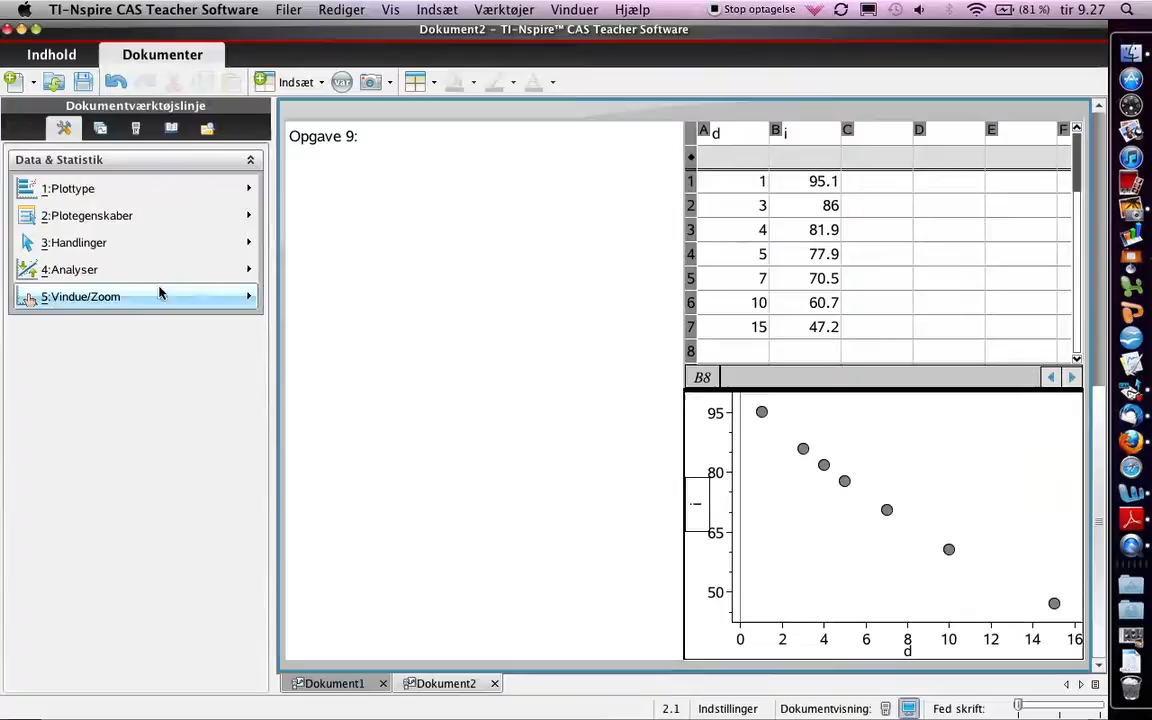 TI-Nspire CAS Teacher Software Filer Rediger Vis Indsæt Værktøjer Vinduer Hjælp Stop optagelse (81 %) tir 9.27
Dokument2 - TI-Nspire™ CAS Teacher Software
Indhold Dokumenter
Indsæt var
Dokumentværktøjslinje
Data & Statistik
1:Plottype
2:Plotegenskaber
3:Handlinger
4:Analyser
5:Vindue/Zoom
Opgave 9:
A d B i C D E F
1 1 95.1
2 3 86
3 4 81.9
4 5 77.9
5 7 70.5
6 10 60.7
7 15 47.2
8
B8
95
80
65
50
i
0 2 4 6 8 10 12 14 16
d
Dokument1 Dokument2
2.1 Indstillinger Dokumentvisning: Fed skrift: